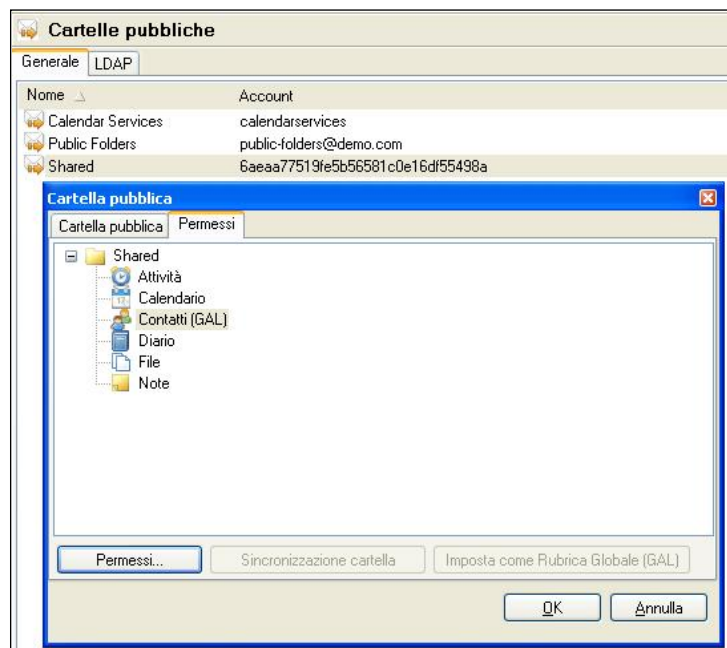 Cartelle pubbliche
Generale LDAP
Nome Account
Calendar Services calendarservices
Public Folders public-folders@demo.com
Shared 6aeaa77519fe5b56581c0e16df55498a
Cartella pubblica
Cartella pubblica Permessi
Shared
Attività
Calendario
Contatti (GAL)
Diario
File
Note
Permessi... Sincronizzazione cartella Imposta come Rubrica Globale (GAL)
OK Annulla